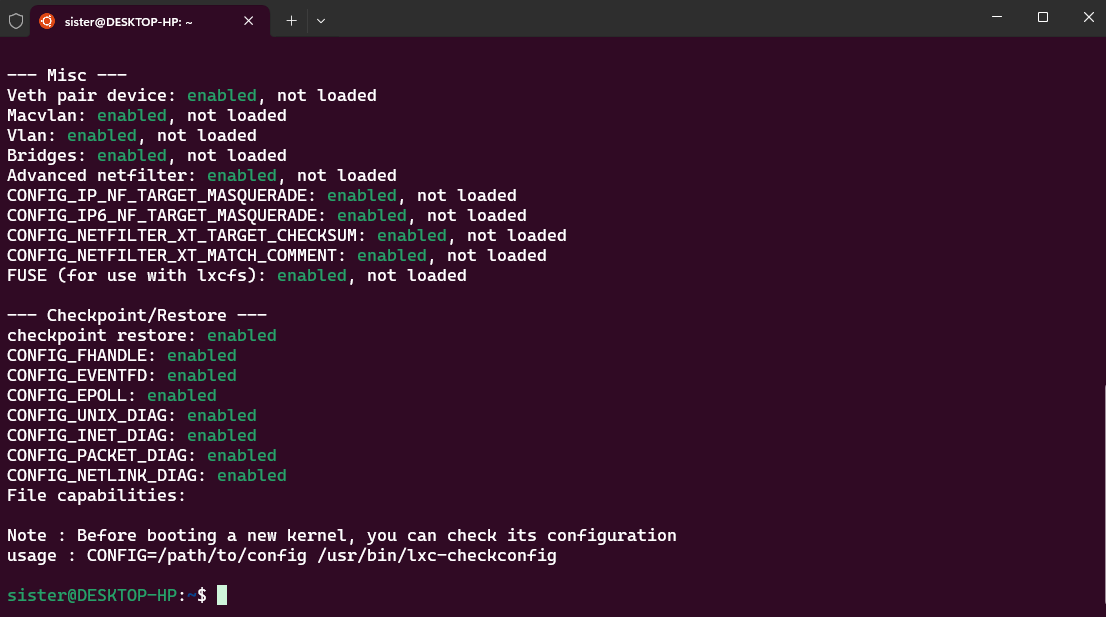 sister@DESKTOP-HP: ~
--- Misc ---
Veth pair device: enabled, not loaded
Macvlan: enabled, not loaded
Vlan: enabled, not loaded
Bridges: enabled, not loaded
Advanced netfilter: enabled, not loaded
CONFIG_IP_NF_TARGET_MASQUERADE: enabled, not loaded
CONFIG_IP6_NF_TARGET_MASQUERADE: enabled, not loaded
CONFIG_NETFILTER_XT_TARGET_CHECKSUM: enabled, not loaded
CONFIG_NETFILTER_XT_MATCH_COMMENT: enabled, not loaded
FUSE (for use with lxcfs): enabled, not loaded
--- Checkpoint/Restore ---
checkpoint restore: enabled
CONFIG_FHANDLE: enabled
CONFIG_EVENTFD: enabled
CONFIG_EPOLL: enabled
CONFIG_UNIX_DIAG: enabled
CONFIG_INET_DIAG: enabled
CONFIG_PACKET_DIAG: enabled
CONFIG_NETLINK_DIAG: enabled
File capabilities:
Note : Before booting a new kernel, you can check its configuration
usage : CONFIG=/path/to/config /usr/bin/lxc-checkconfig
sister@DESKTOP-HP:~$